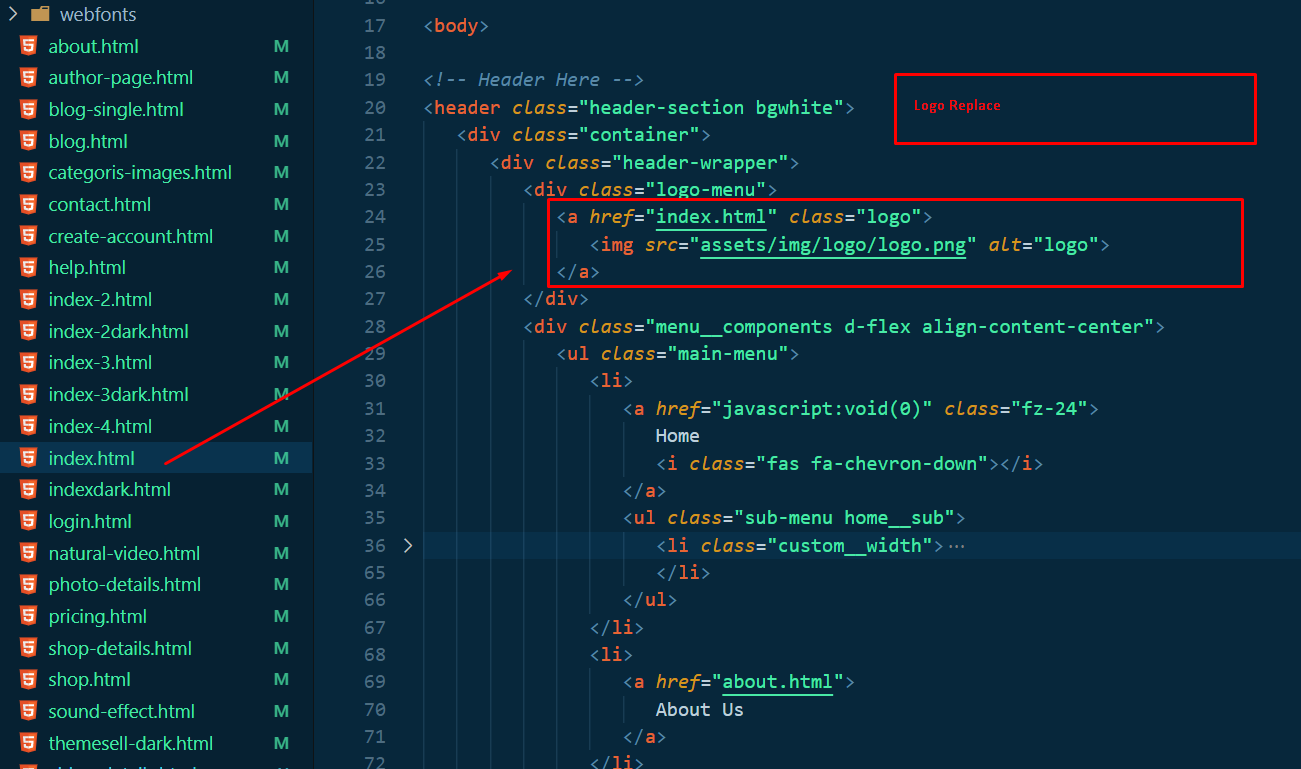 webfonts
about.html M
author-page.html M
blog-single.html M
blog.html M
categoris-images.html M
contact.html M
create-account.html M
help.html M
index-2.html M
index-2dark.html M
index-3.html M
index-3dark.html M
index-4.html M
index.html M
indexdark.html M
login.html M
natural-video.html M
photo-details.html M
pricing.html M
shop-details.html M
shop.html M
sound-effect.html M
themesell-dark.html M
17 <body>
18
19 <!-- Header Here -->
20 <header class="header-section bgwhite">
Logo Replace
21 <div class="container">
22 <div class="header-wrapper">
23 <div class="logo-menu">
24 <a href="index.html" class="logo">
25 <img src="assets/img/logo/logo.png" alt="logo">
26 </a>
27 </div>
28 <div class="menu__components d-flex align-content-center">
29 <ul class="main-menu">
30 <li>
31 <a href="javascript:void(0)" class="fz-24">
32 Home
33 <i class="fas fa-chevron-down"></i>
34 </a>
35 <ul class="sub-menu home__sub">
36 <li class="custom__width">⋯
65 </li>
66 </ul>
67 </li>
68 <li>
69 <a href="about.html">
70 About Us
71 </a>
72 </li>